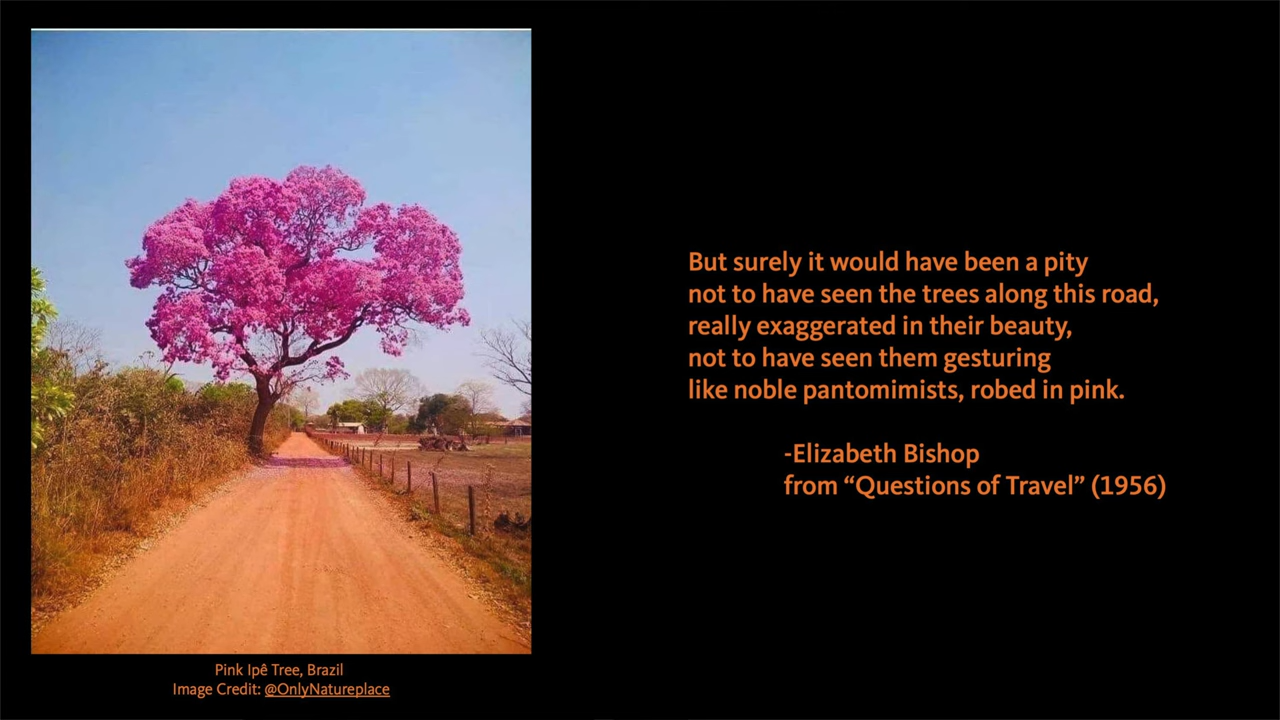 But surely it would have been a pity
not to have seen the trees along this road,
really exaggerated in their beauty,
not to have seen them gesturing
like noble pantomimists, robed in pink.
-Elizabeth Bishop
from “Questions of Travel” (1956)
Pink Ipê Tree, Brazil
Image Credit: @OnlyNatureplace